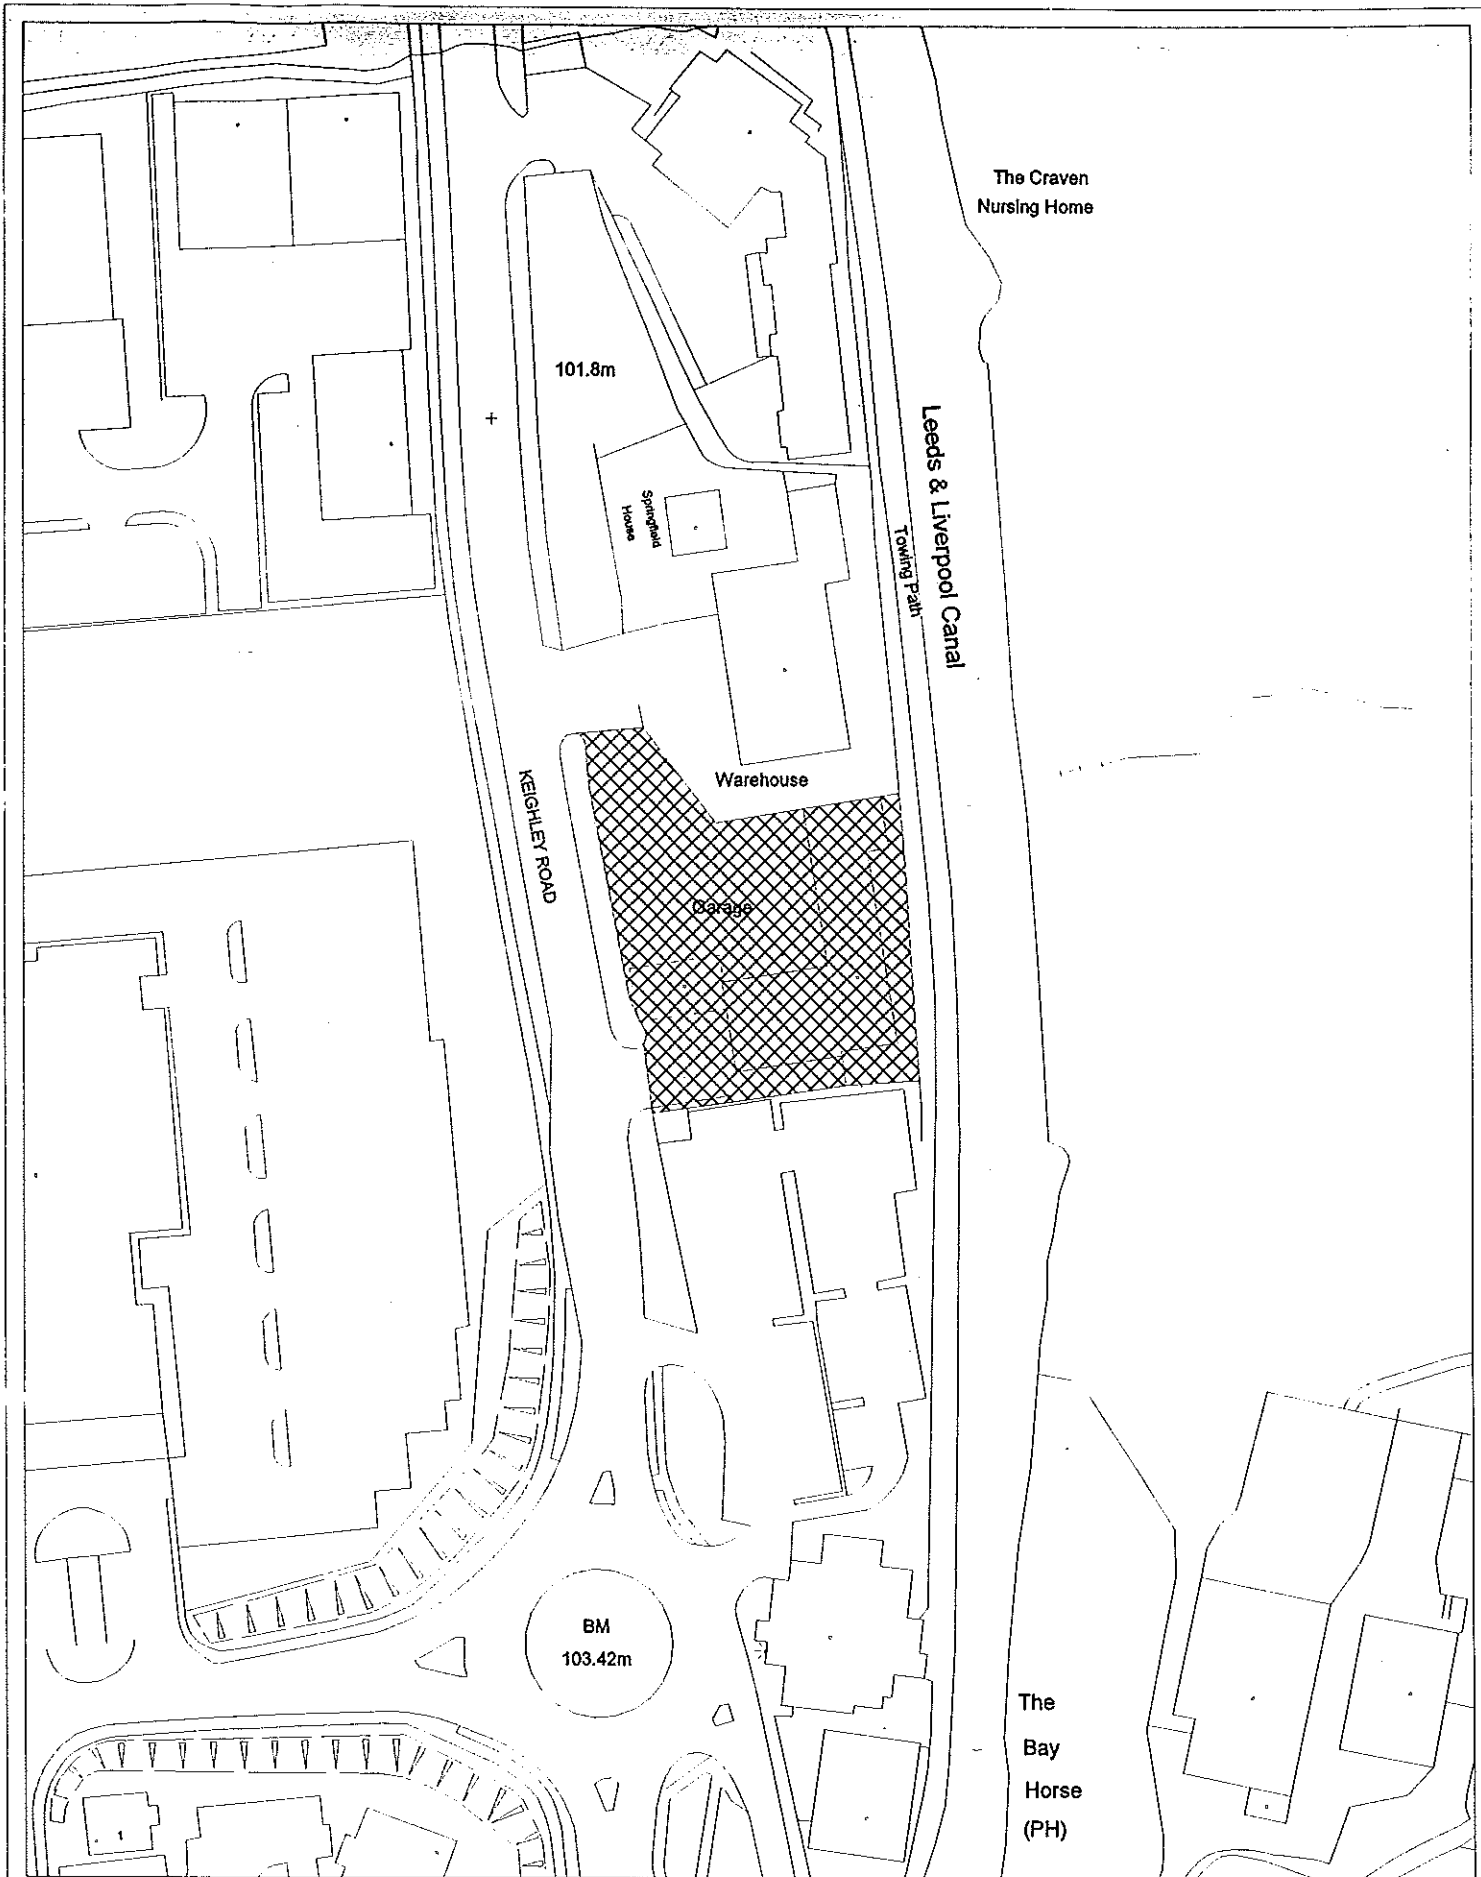 The Craven
Nursing Home
101.8m
Leeds & Liverpool Canal
Towing Path
Springfield
House
KEIGHLEY ROAD
Warehouse
Garage
BM
103.42m
The
Bay
Horse
(PH)
1